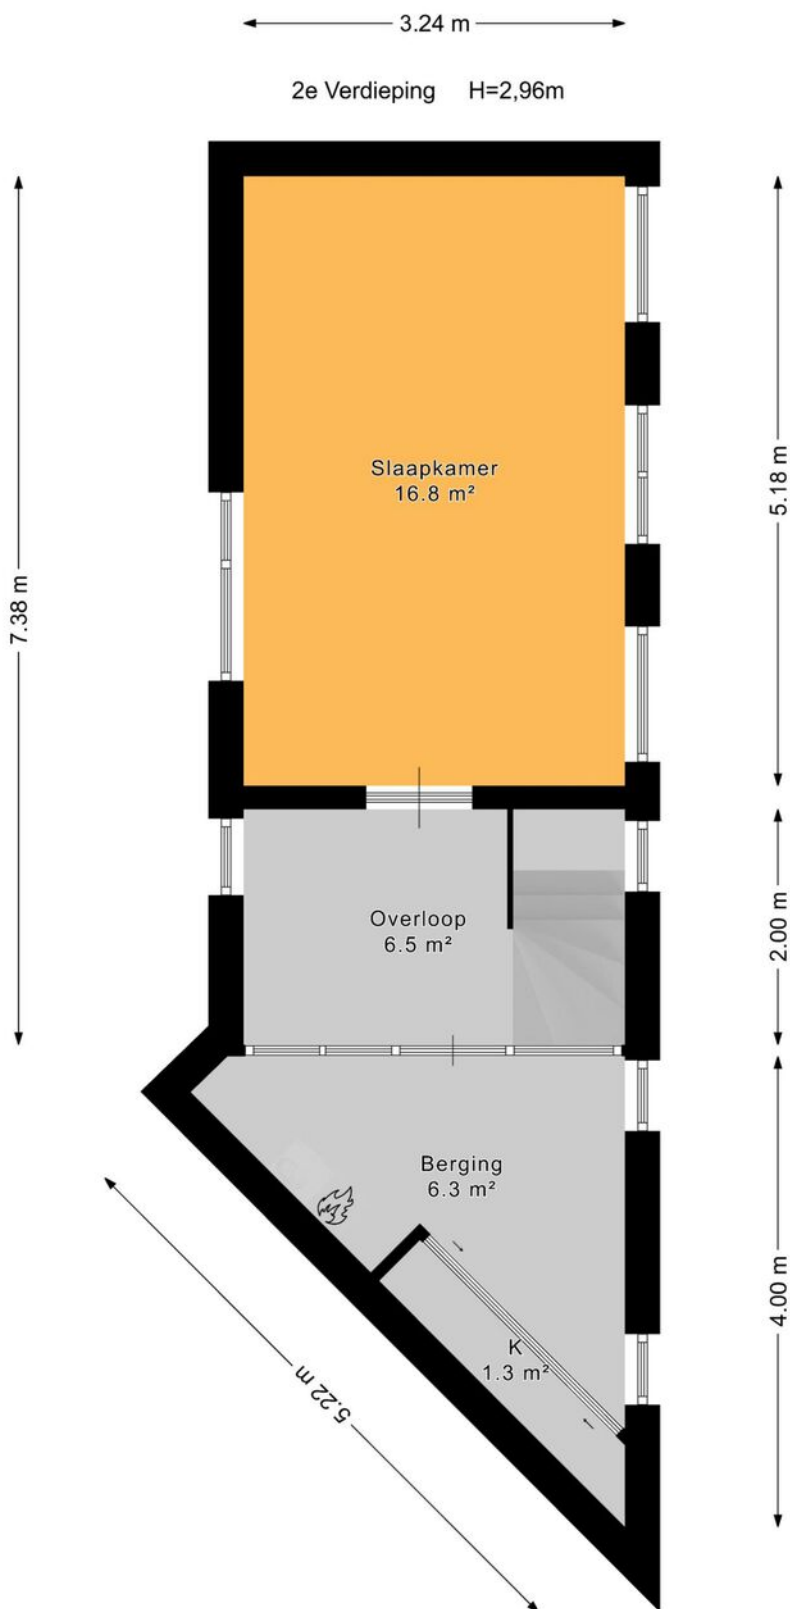 3.24 m
2e Verdieping H=2,96m
Slaapkamer
16.8 m²
5.18 m
7.38 m
Overloop
6.5 m²
2.00 m
Berging
6.3 m²
4.00 m
K
1.3 m²
5.22 m